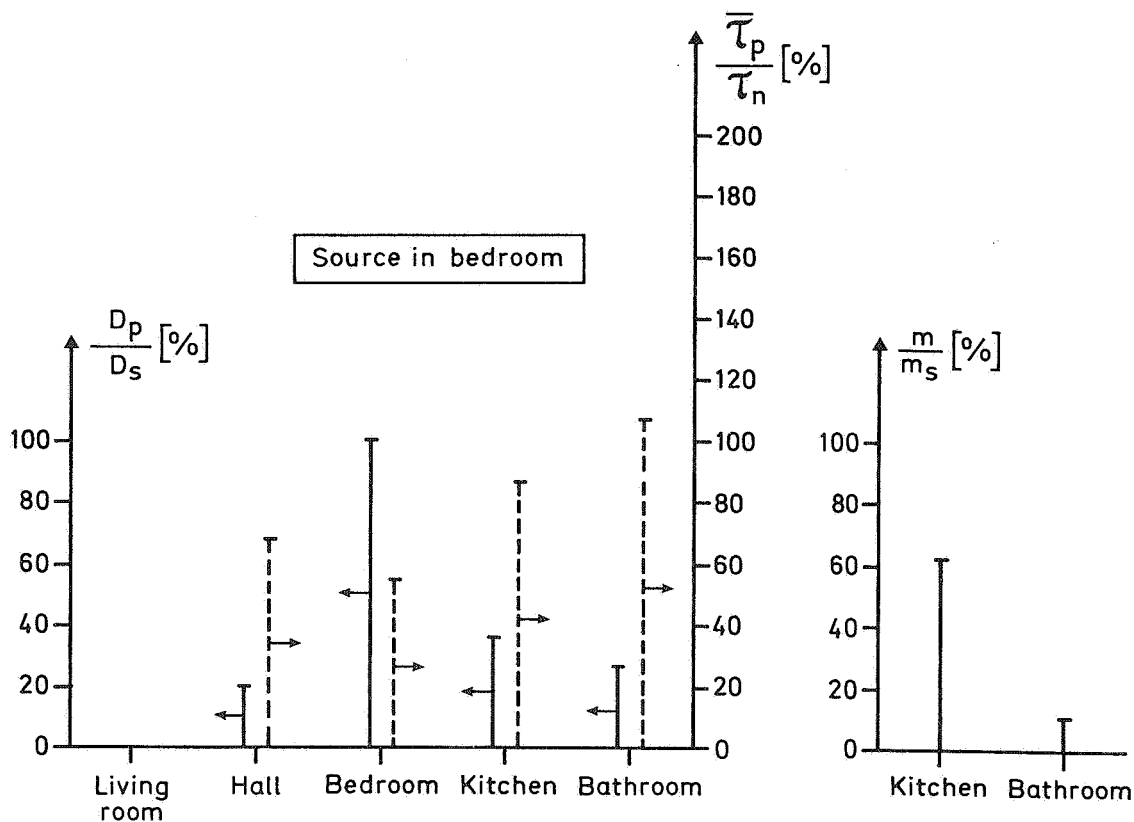 τ̅p
τn [%]
200
180
160
140
120
100
80
60
40
20
0
Source in bedroom
Dp
Ds [%]
100
80
60
40
20
0
Living room
Hall
Bedroom
Kitchen
Bathroom
m
ms [%]
100
80
60
40
20
0
Kitchen
Bathroom